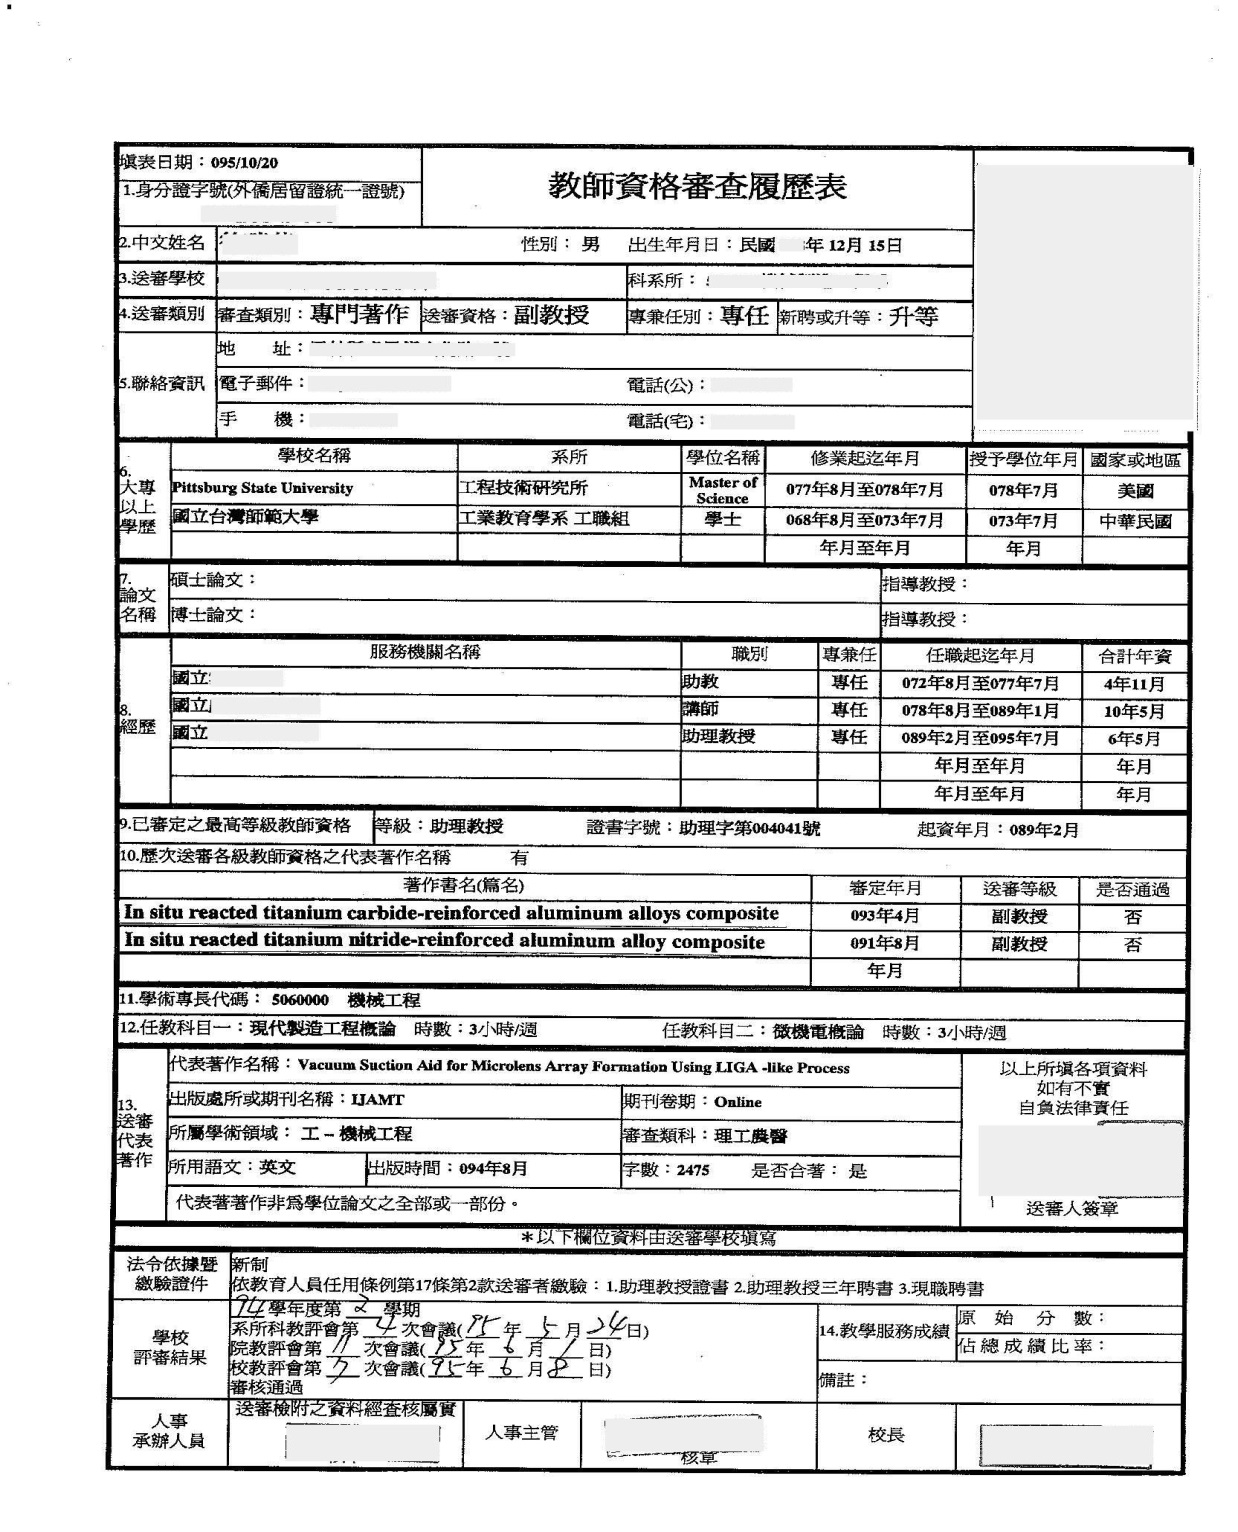 填表日期：095/10/20
教師資格審查履歷表
1.身分證字號(外僑居留證統一證號)
2.中文姓名 性別：男 出生年月日：民國 年 12月 15日
3.送審學校 科系所：
4.送審類別 審查類別：專門著作 送審資格：副教授 專兼任別：專任 新聘或升等：升等
5.聯絡資訊
地 址：
電子郵件： 電話(公)：
手 機： 電話(宅)：
6.大專以上學歷
學校名稱 系所 學位名稱 修業起迄年月 授予學位年月 國家或地區
Pittsburg State University 工程技術研究所 Master of Science 077年8月至078年7月 078年7月 美國
國立台灣師範大學 工業教育學系 工職組 學士 068年8月至073年7月 073年7月 中華民國
年月至年月 年月
7.論文名稱
碩士論文： 指導教授：
博士論文： 指導教授：
8.經歷
服務機關名稱 職別 專兼任 任職起迄年月 合計年資
國立 助教 專任 072年8月至077年7月 4年11月
國立 講師 專任 078年8月至089年1月 10年5月
國立 助理教授 專任 089年2月至095年7月 6年5月
年月至年月 年月
年月至年月 年月
9.已審定之最高等級教師資格 等級：助理教授 證書字號：助理字第004041號 起資年月：089年2月
10.歷次送審各級教師資格之代表著作名稱 有
著作書名(篇名) 審定年月 送審等級 是否通過
In situ reacted titanium carbide-reinforced aluminum alloys composite 093年4月 副教授 否
In situ reacted titanium nitride-reinforced aluminum alloy composite 091年8月 副教授 否
年月
11.學術專長代碼： 5060000 機械工程
12.任教科目一：現代製造工程概論 時數：3小時/週 任教科目二：微機電概論 時數：3小時/週
13.送審代表著作
代表著作名稱：Vacuum Suction Aid for Microlens Array Formation Using LIGA -like Process
出版處所或期刊名稱：IJAMT 期刊卷期：Online
所屬學術領域： 工－機械工程 審查類科：理工農醫
所用語文：英文 出版時間：094年8月 字數：2475 是否合著： 是
代表著著作非為學位論文之全部或一部份。
以上所填各項資料
如有不實
自負法律責任
送審人簽章
＊以下欄位資料由送審學校填寫
法令依據暨繳驗證件
新制
依教育人員任用條例第17條第2款送審者繳驗：1.助理教授證書 2.助理教授三年聘書 3.現職聘書
學校評審結果
94學年度第 2 學期
系所科教評會第 4 次會議( 95 年 5 月 24日)
院教評會第 11 次會議( 95 年 6 月 1 日)
校教評會第 7 次會議( 95 年 6 月 8 日)
審核通過
14.教學服務成績
原始分數：
佔總成績比率：
備註：
人事承辦人員
送審檢附之資料經查核屬實
人事主管
核章
校長